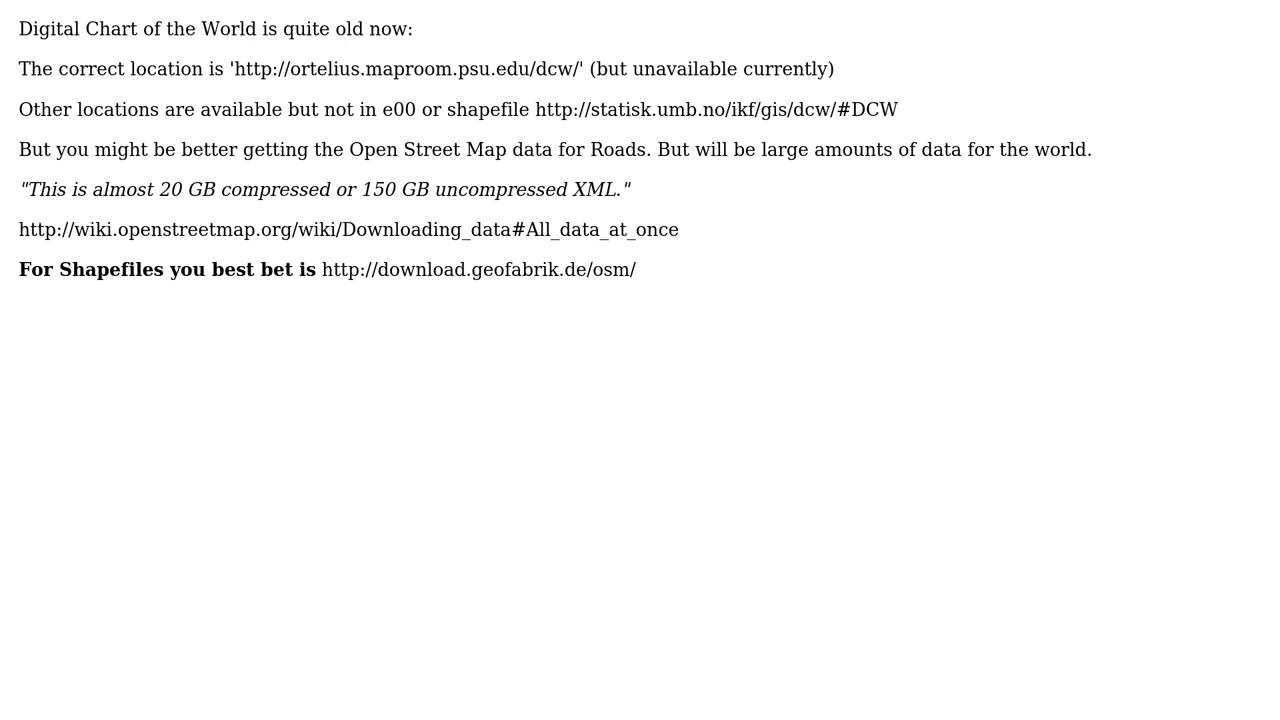 Digital Chart of the World is quite old now:
The correct location is 'http://ortelius.maproom.psu.edu/dcw/' (but unavailable currently)
Other locations are available but not in e00 or shapefile http://statisk.umb.no/ikf/gis/dcw/#DCW
But you might be better getting the Open Street Map data for Roads. But will be large amounts of data for the world.
"This is almost 20 GB compressed or 150 GB uncompressed XML."
http://wiki.openstreetmap.org/wiki/Downloading_data#All_data_at_once
For Shapefiles you best bet is http://download.geofabrik.de/osm/